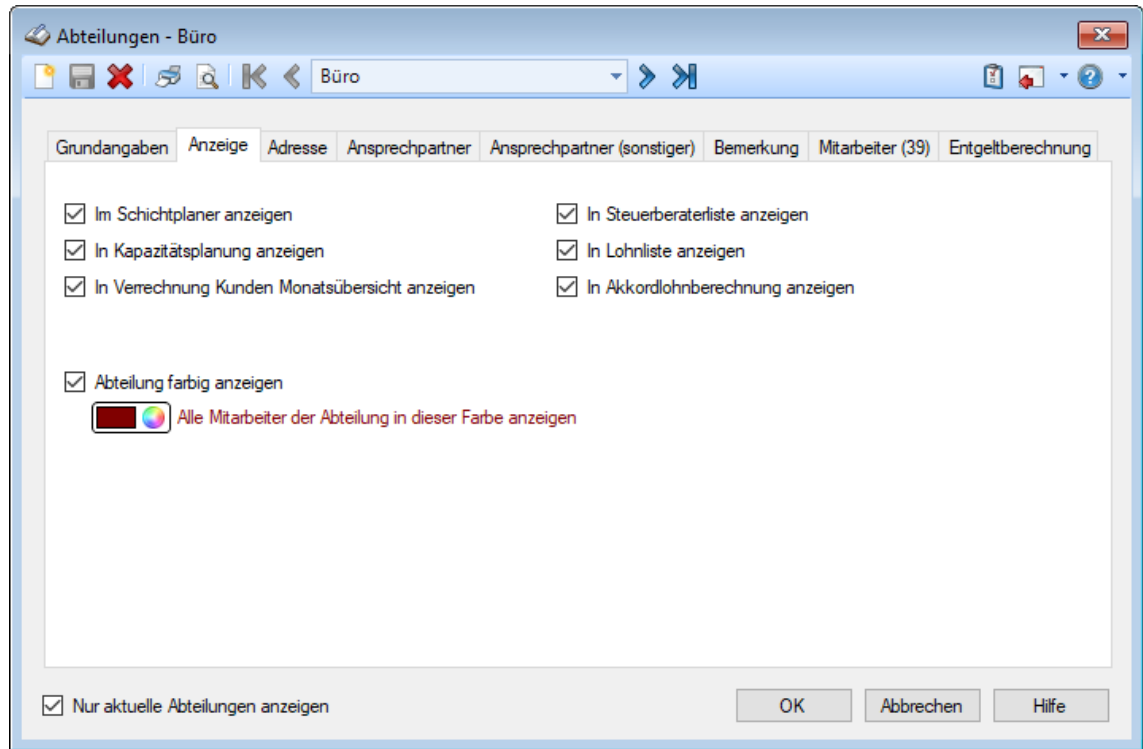 Abteilungen - Büro
Büro
Grundangaben Anzeige Adresse Ansprechpartner Ansprechpartner (sonstiger) Bemerkung Mitarbeiter (39) Entgeltberechnung
Im Schichtplaner anzeigen In Steuerberaterliste anzeigen
In Kapazitätsplanung anzeigen In Lohnliste anzeigen
In Verrechnung Kunden Monatsübersicht anzeigen In Akkordlohnberechnung anzeigen
Abteilung farbig anzeigen
Alle Mitarbeiter der Abteilung in dieser Farbe anzeigen
Nur aktuelle Abteilungen anzeigen OK Abbrechen Hilfe